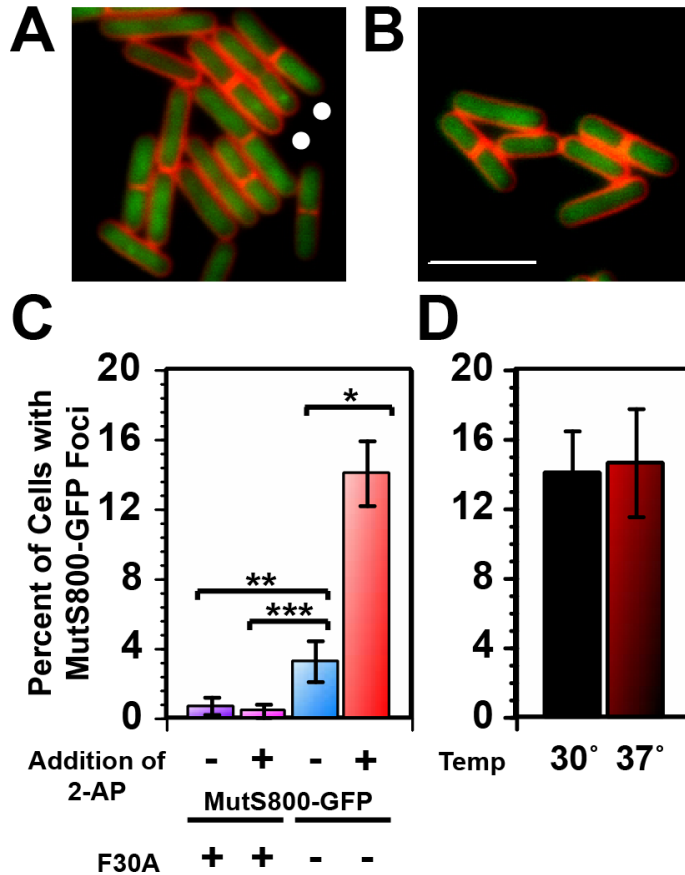 A
B
C
D
Percent of Cells with
MutS800-GFP Foci
20
16
12
8
4
0
*
**
***
20
16
12
8
4
0
Addition of
2-AP
- + - +
MutS800-GFP
F30A + + - -
Temp 30° 37°